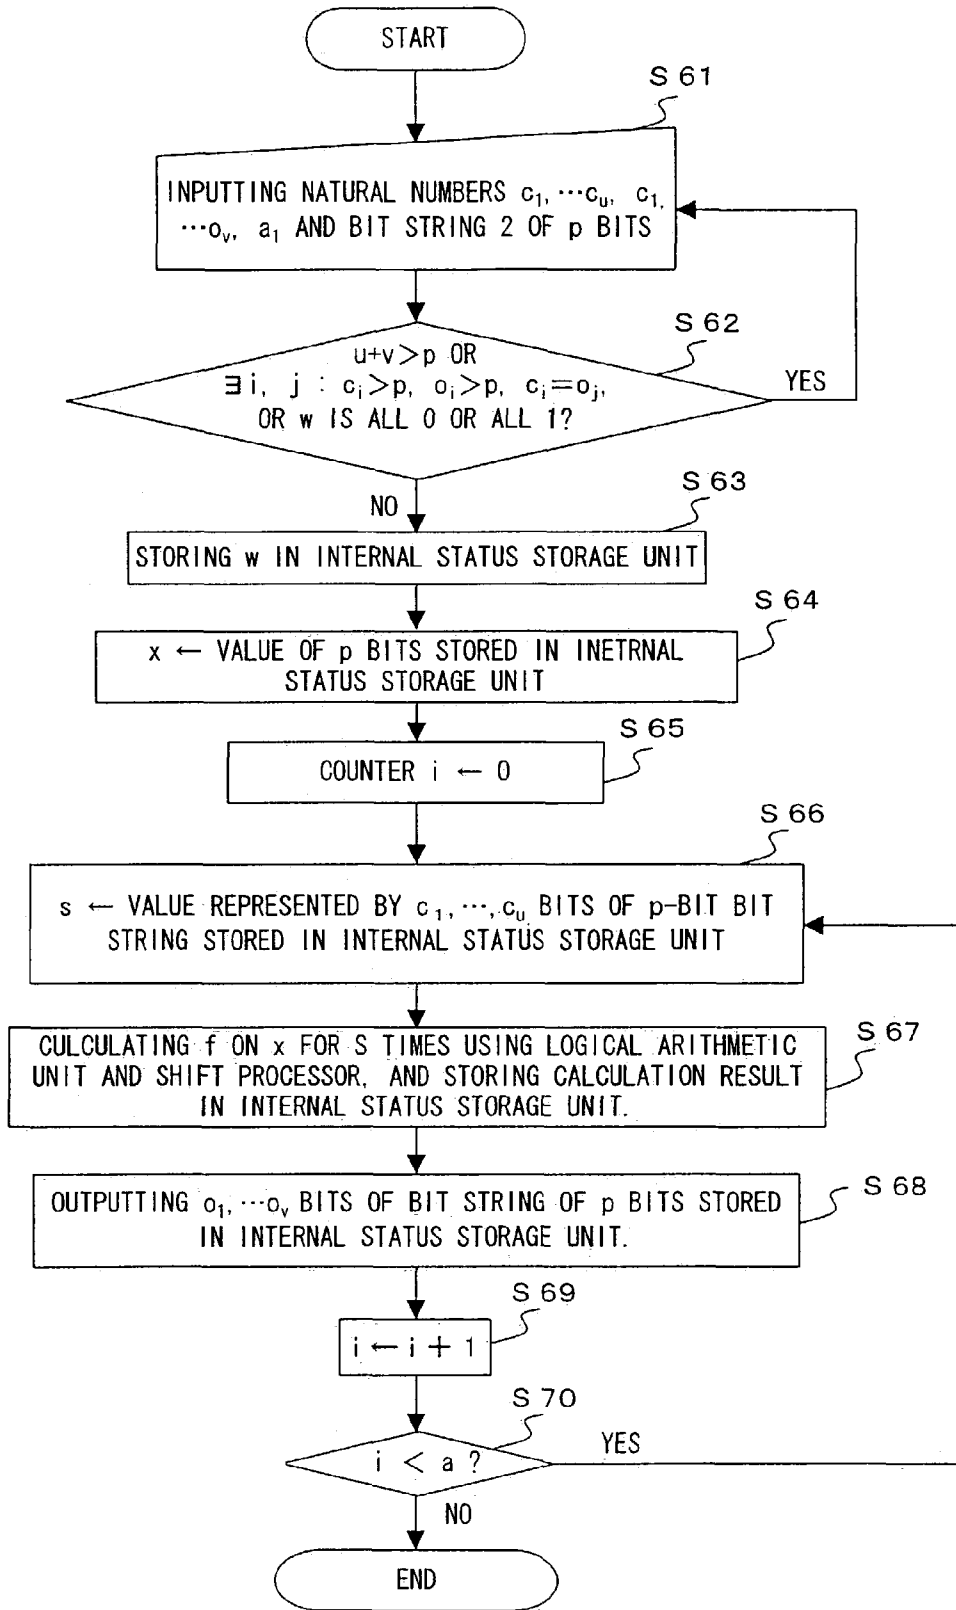 START
S 61
INPUTTING NATURAL NUMBERS c₁, ⋯cᵤ, c₁,
⋯oᵥ, a₁ AND BIT STRING 2 OF p BITS
S 62
u+v>p OR
∃ i, j : cᵢ>p, oᵢ>p, cᵢ=oⱼ,
OR w IS ALL 0 OR ALL 1?
YES
NO
S 63
STORING w IN INTERNAL STATUS STORAGE UNIT
S 64
x ← VALUE OF p BITS STORED IN INETRNAL
STATUS STORAGE UNIT
S 65
COUNTER i ← 0
S 66
s ← VALUE REPRESENTED BY c₁, ⋯, cᵤ BITS OF p-BIT BIT
STRING STORED IN INTERNAL STATUS STORAGE UNIT
S 67
CULCULATING f ON x FOR S TIMES USING LOGICAL ARITHMETIC
UNIT AND SHIFT PROCESSOR, AND STORING CALCULATION RESULT
IN INTERNAL STATUS STORAGE UNIT.
S 68
OUTPUTTING o₁, ⋯oᵥ BITS OF BIT STRING OF p BITS STORED
IN INTERNAL STATUS STORAGE UNIT.
S 69
i ← i + 1
S 70
i < a ?
YES
NO
END